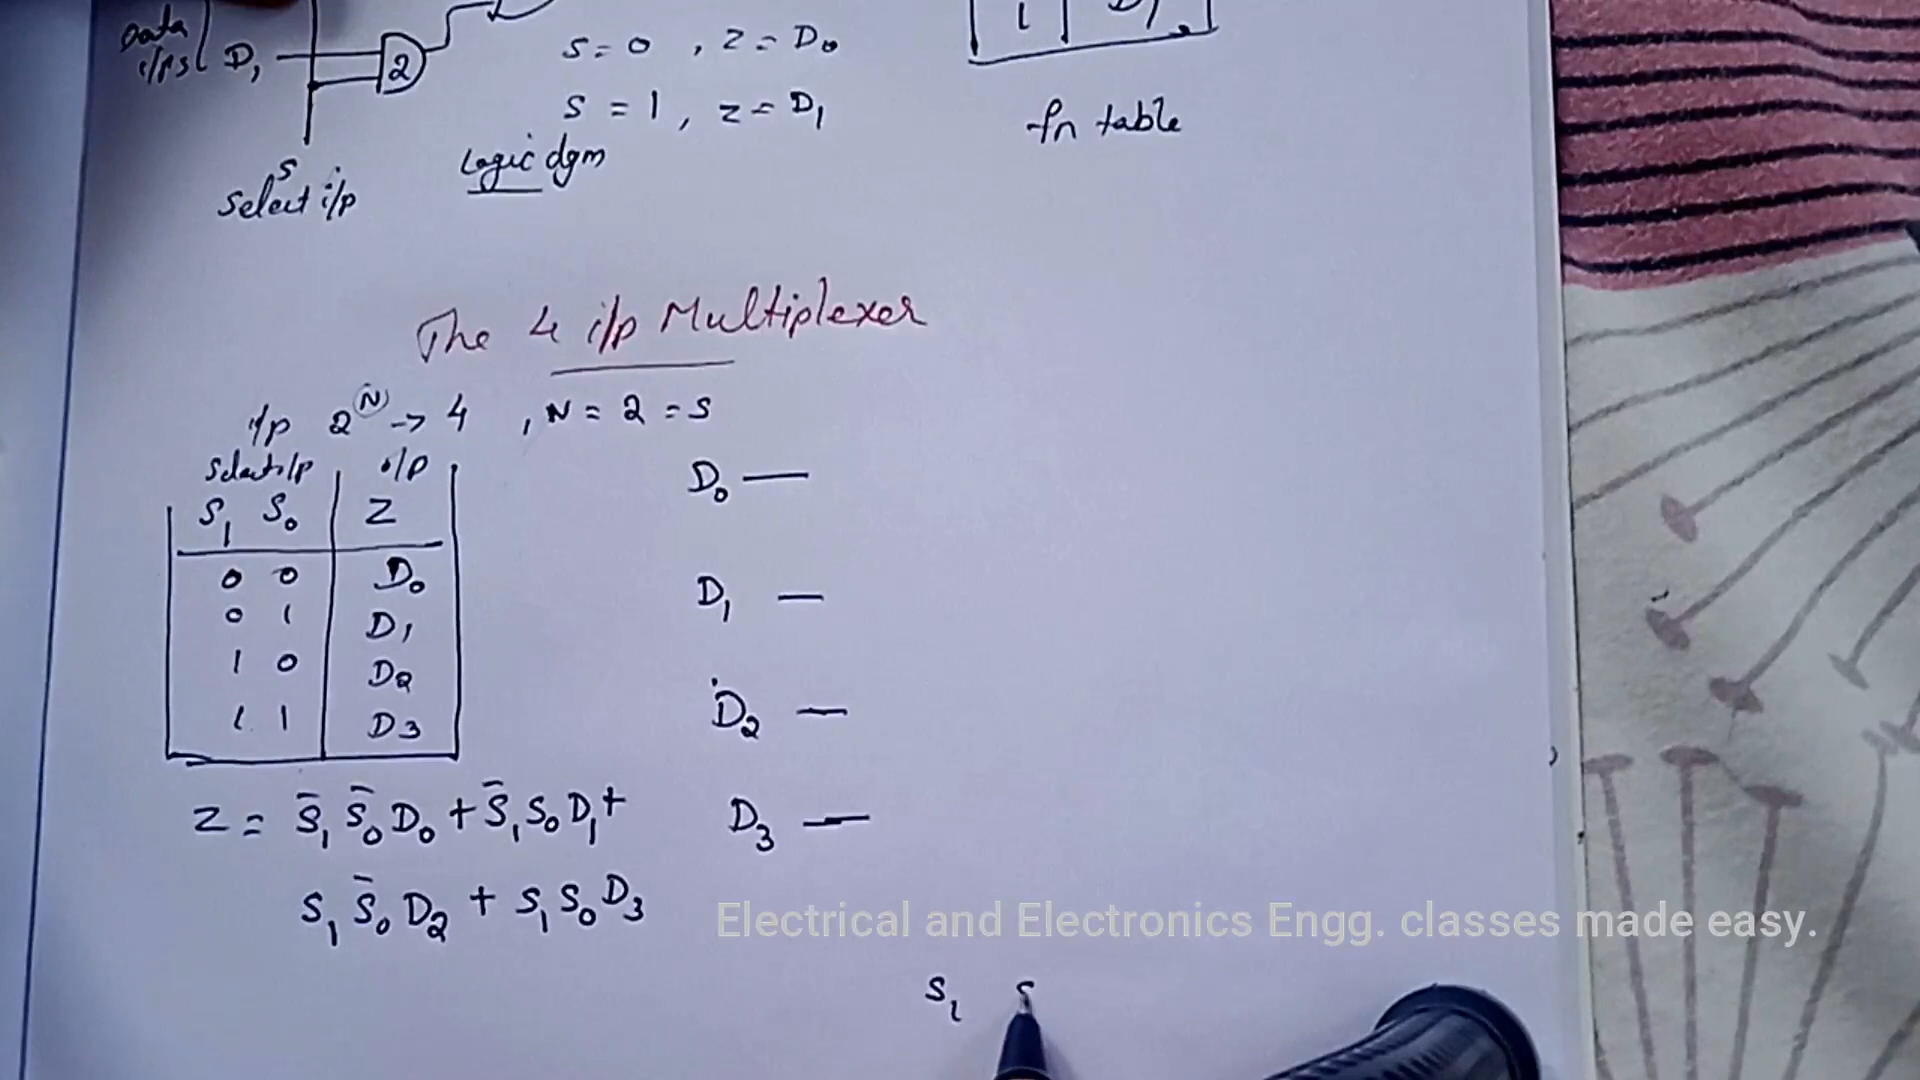 Data
i/ps D1 2
S = 0 , Z = D0
S = 1 , Z = D1
S
Select i/p
Logic dgm
1 D1
fn table
The 4 i/p Multiplexer
i/p 2^N → 4 , N = 2 = S
Select i/p o/p
S1 S0 Z
0 0 D0
0 1 D1
1 0 D2
1 1 D3
Z = S̄1 S̄0 D0 + S̄1 S0 D1 +
S1 S̄0 D2 + S1 S0 D3
D0
D1
D2
D3
Electrical and Electronics Engg. classes made easy.
S1 S